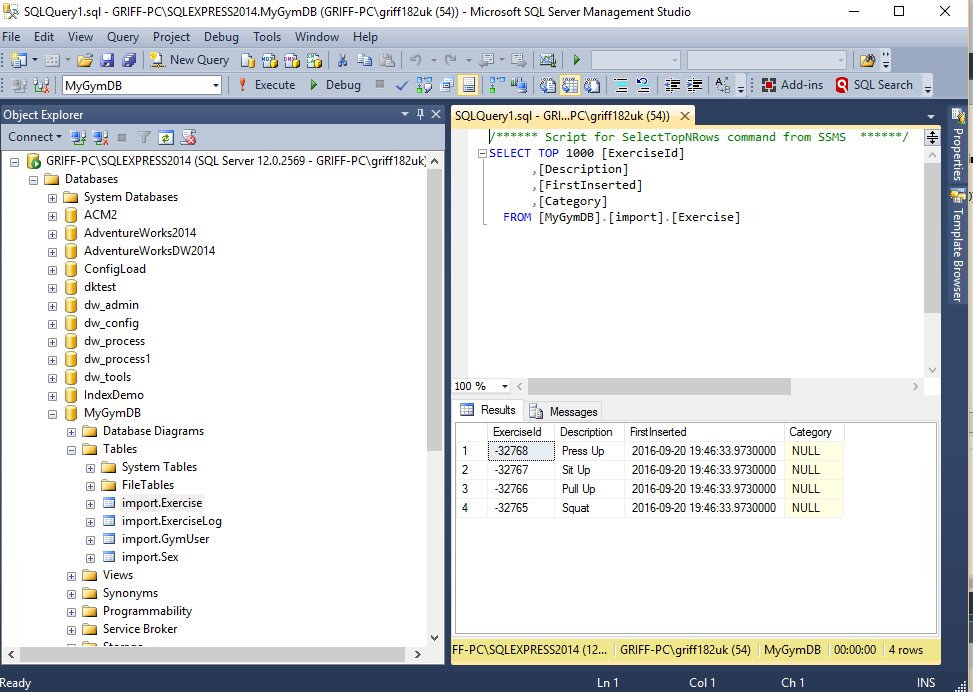 SQLQuery1.sql - GRIFF-PC\SQLEXPRESS2014.MyGymDB (GRIFF-PC\griff182uk (54)) - Microsoft SQL Server Management Studio
File Edit View Query Project Debug Tools Window Help
New Query
MyGymDB Execute Debug Add-ins SQL Search
Object Explorer
Connect
GRIFF-PC\SQLEXPRESS2014 (SQL Server 12.0.2569 - GRIFF-PC\griff182uk)
Databases
System Databases
ACM2
AdventureWorks2014
AdventureWorksDW2014
ConfigLoad
dktest
dw_admin
dw_config
dw_process
dw_process1
dw_tools
IndexDemo
MyGymDB
Database Diagrams
Tables
System Tables
FileTables
import.Exercise
import.ExerciseLog
import.GymUser
import.Sex
Views
Synonyms
Programmability
Service Broker
SQLQuery1.sql - GRI...PC\griff182uk (54))
/****** Script for SelectTopNRows command from SSMS ******/
SELECT TOP 1000 [ExerciseId]
,[Description]
,[FirstInserted]
,[Category]
FROM [MyGymDB].[import].[Exercise]
100 %
Results Messages
ExerciseId Description FirstInserted Category
1 -32768 Press Up 2016-09-20 19:46:33.9730000 NULL
2 -32767 Sit Up 2016-09-20 19:46:33.9730000 NULL
3 -32766 Pull Up 2016-09-20 19:46:33.9730000 NULL
4 -32765 Squat 2016-09-20 19:46:33.9730000 NULL
FF-PC\SQLEXPRESS2014 (12... GRIFF-PC\griff182uk (54) MyGymDB 00:00:00 4 rows
Properties
Template Browser
Ready Ln 1 Col 1 Ch 1 INS